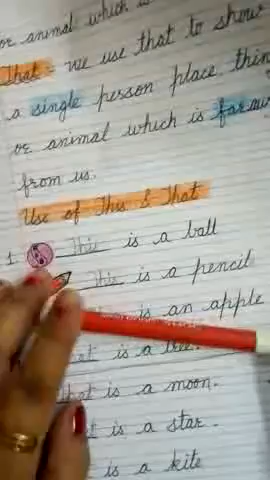 or animal which is
That - we use that to show
a single person place, thin
or animal which is far aw
from us.
Use of This & That
1. This is a ball
This is a pencil
is an apple
at is a tree.
that is a moon.
at is a star.
is a kite